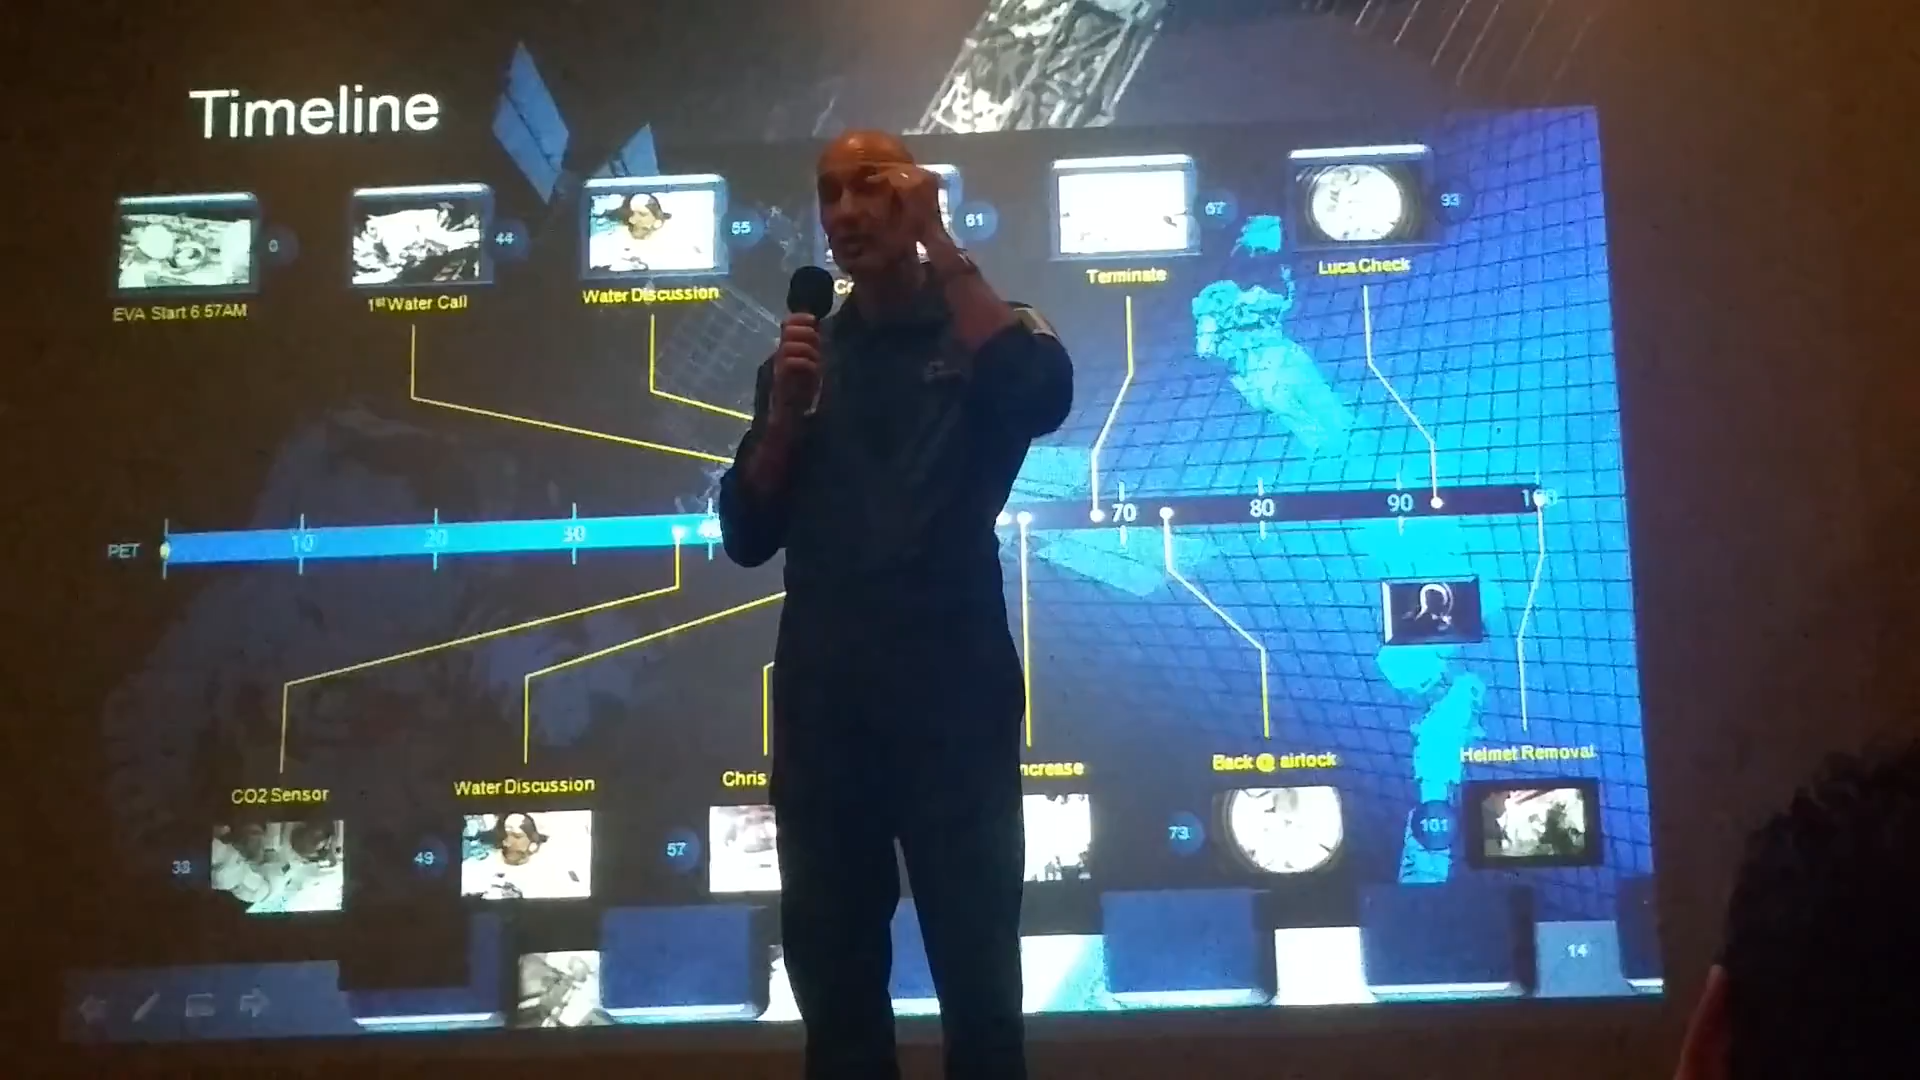 Timeline
0
44
55
61
67
93
EVA Start 6:57AM
1st Water Call
Water Discussion
Terminate
Luca Check
PET
10
20
30
70
80
90
100
CO2 Sensor
Water Discussion
Chris
Back @ airlock
Helmet Removal
38
49
57
73
101
14